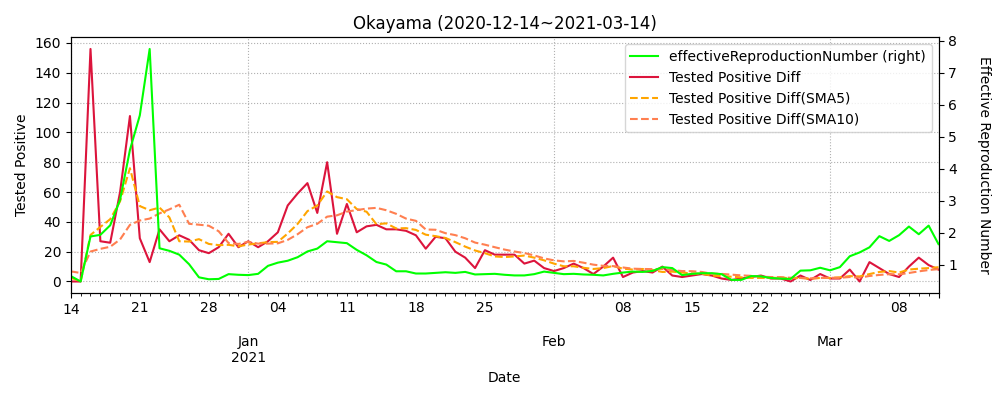 Okayama (2020-12-14~2021-03-14)
effectiveReproductionNumber (right)
Tested Positive Diff
Tested Positive Diff(SMA5)
Tested Positive Diff(SMA10)
Tested Positive
160
140
120
100
80
60
40
20
0
8
7
6
5
4
3
2
1
Effective Reproduction Number
14 21 28 04 11 18 25 08 15 22 08
Jan Feb Mar
2021
Date